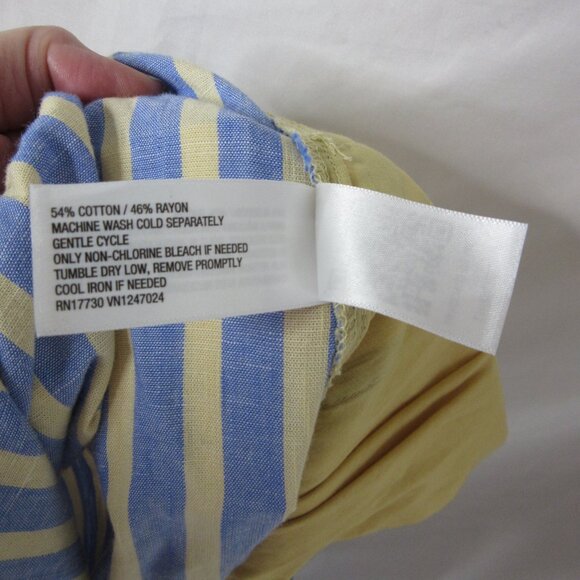 54% COTTON / 46% RAYON
MACHINE WASH COLD SEPARATELY
GENTLE CYCLE
ONLY NON-CHLORINE BLEACH IF NEEDED
TUMBLE DRY LOW, REMOVE PROMPTLY
COOL IRON IF NEEDED
RN17730 VN1247024